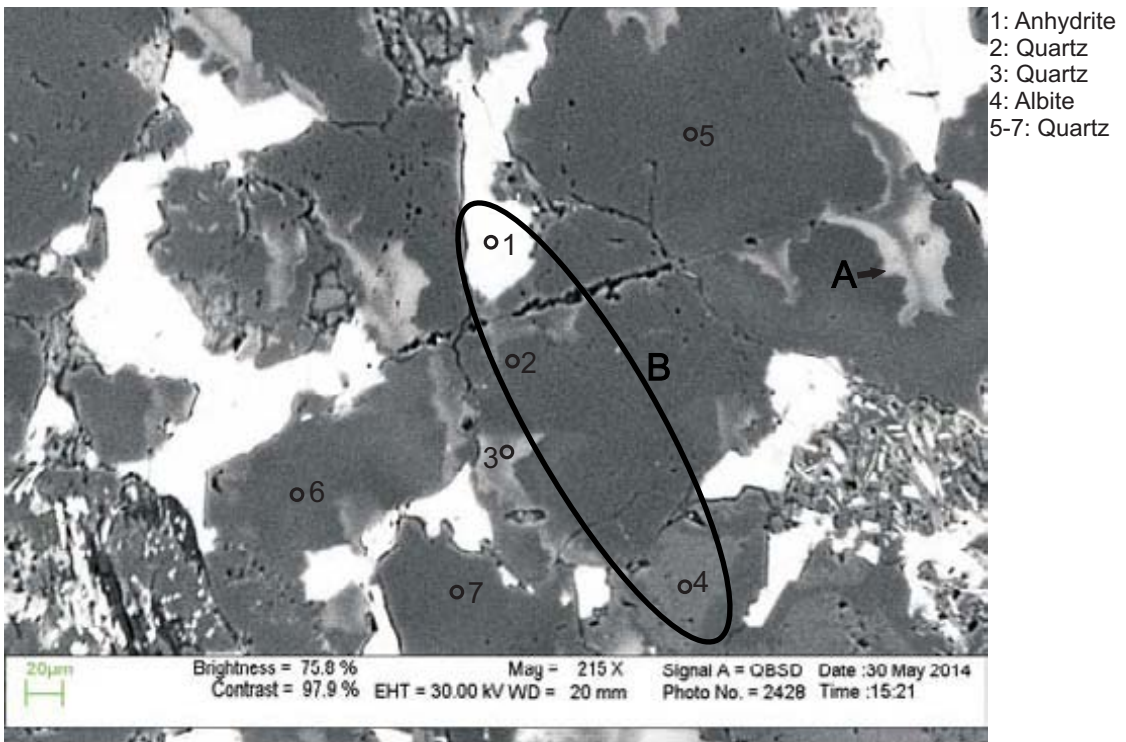 1: Anhydrite
2: Quartz
3: Quartz
4: Albite
5-7: Quartz
5
1
A
2
B
3
6
4
7
20µm
Brightness = 75.8 %
Mag = 215 X
Signal A = QBSD
Date :30 May 2014
Contrast = 97.9 %
EHT = 30.00 kV
WD = 20 mm
Photo No. = 2428
Time :15:21